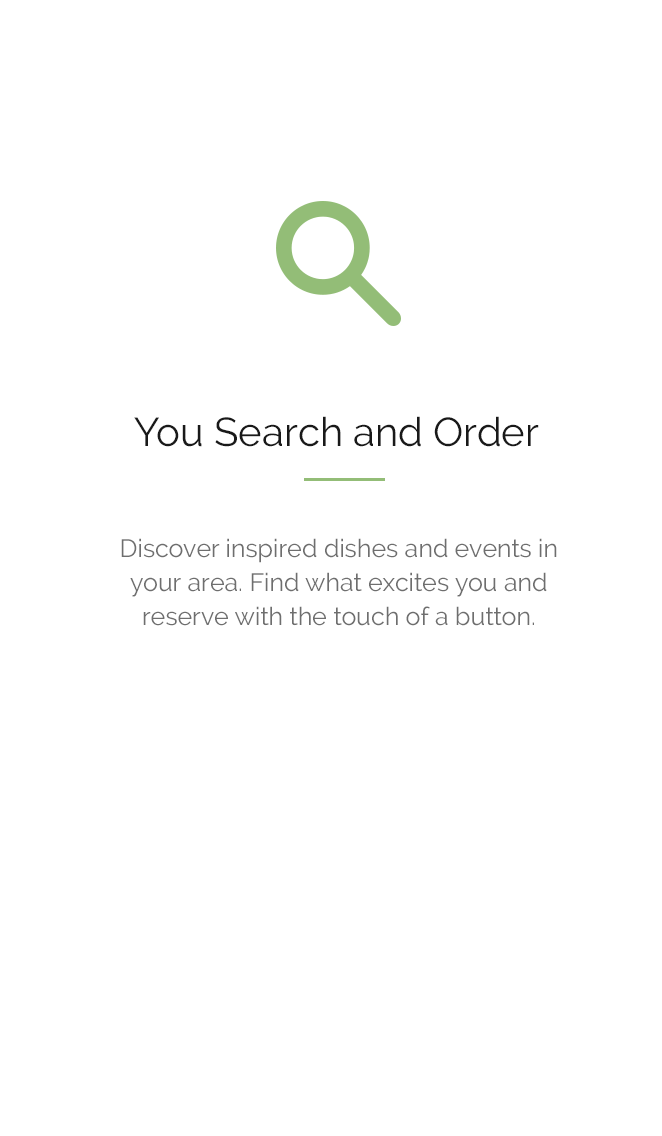 You Search and Order
Discover inspired dishes and events in
your area. Find what excites you and
reserve with the touch of a button.